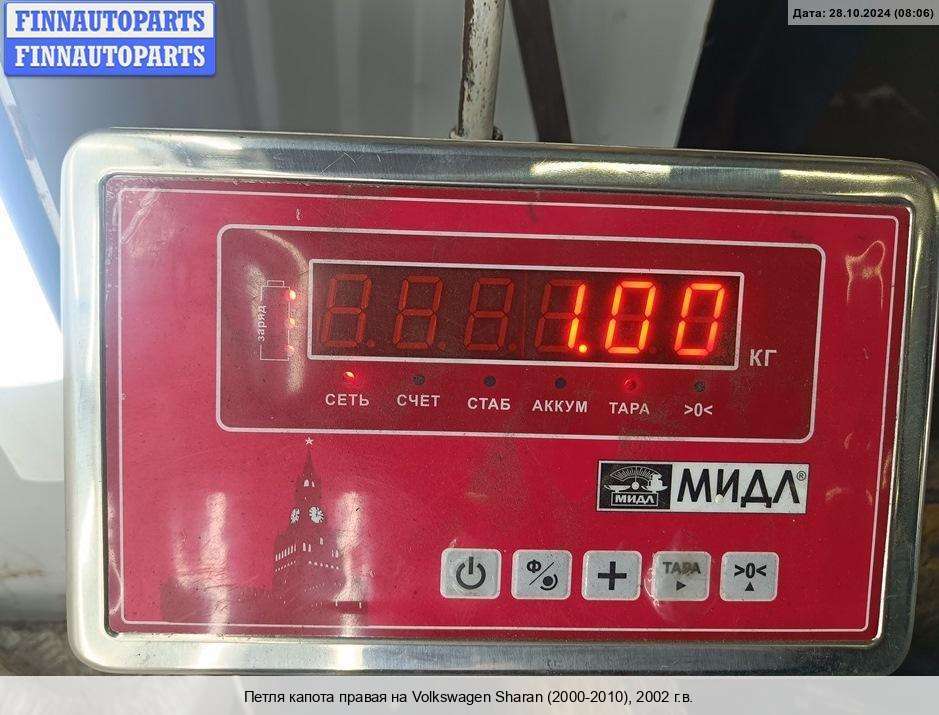 FINNAUTOPARTS
FINNAUTOPARTS
Дата: 28.10.2024 (08:06)
заряд
1.00
КГ
СЕТЬ СЧЕТ СТАБ АККУМ ТАРА >0<
МИДЛ МИДЛ®
Ф ТАРА >0<
Петля капота правая на Volkswagen Sharan (2000-2010), 2002 г.в.